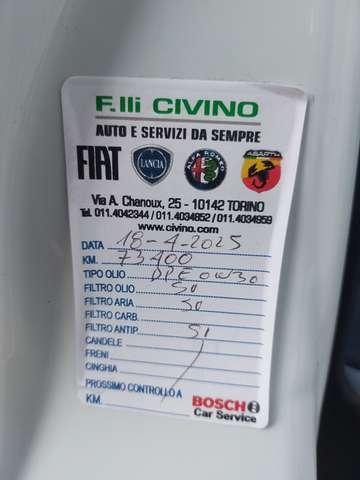 F.lli CIVINO
AUTO E SERVIZI DA SEMPRE
FIAT LANCIA ALFA ROMEO ABARTH
Via A. Chanoux, 25 - 10142 TORINO
Tel. 011.4042344 / 011.4034852 / 011.4034959
www.civino.com
DATA 18-4-2025
KM. 73400
TIPO OLIO DPE 0W30
FILTRO OLIO SI
FILTRO ARIA SI
FILTRO CARB.
FILTRO ANTIP. SI
CANDELE
FRENI
CINGHIA
PROSSIMO CONTROLLO A
KM.
BOSCH
Car Service